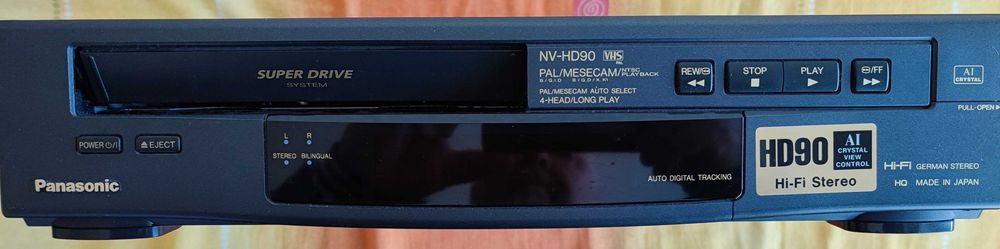 SUPER DRIVE
SYSTEM
NV-HD90 VHS
PAL
PAL/MESECAM/NTSC PLAYBACK
B/G.I.D B/G,D/K.K1
PAL/MESECAM AUTO SELECT
4-HEAD/LONG PLAY
REW/
STOP
PLAY
/FF
AI
CRYSTAL
PULL-OPEN
POWER /I
EJECT
L R
STEREO BILINGUAL
AUTO DIGITAL TRACKING
HD90
AI
CRYSTAL
VIEW
CONTROL
Hi-Fi Stereo
Hi-Fi GERMAN STEREO
HQ MADE IN JAPAN
Panasonic